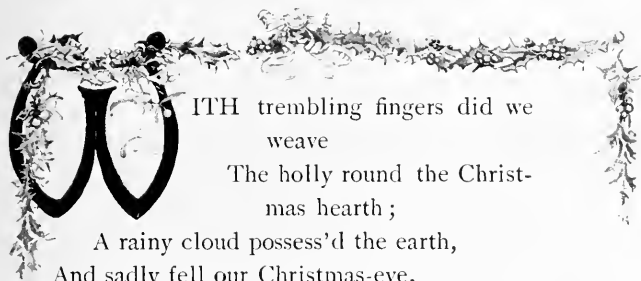 WITH trembling fingers did we
weave
The holly round the Christ-
mas hearth ;
A rainy cloud possess'd the earth,
And sadly fell our Christmas-eve.